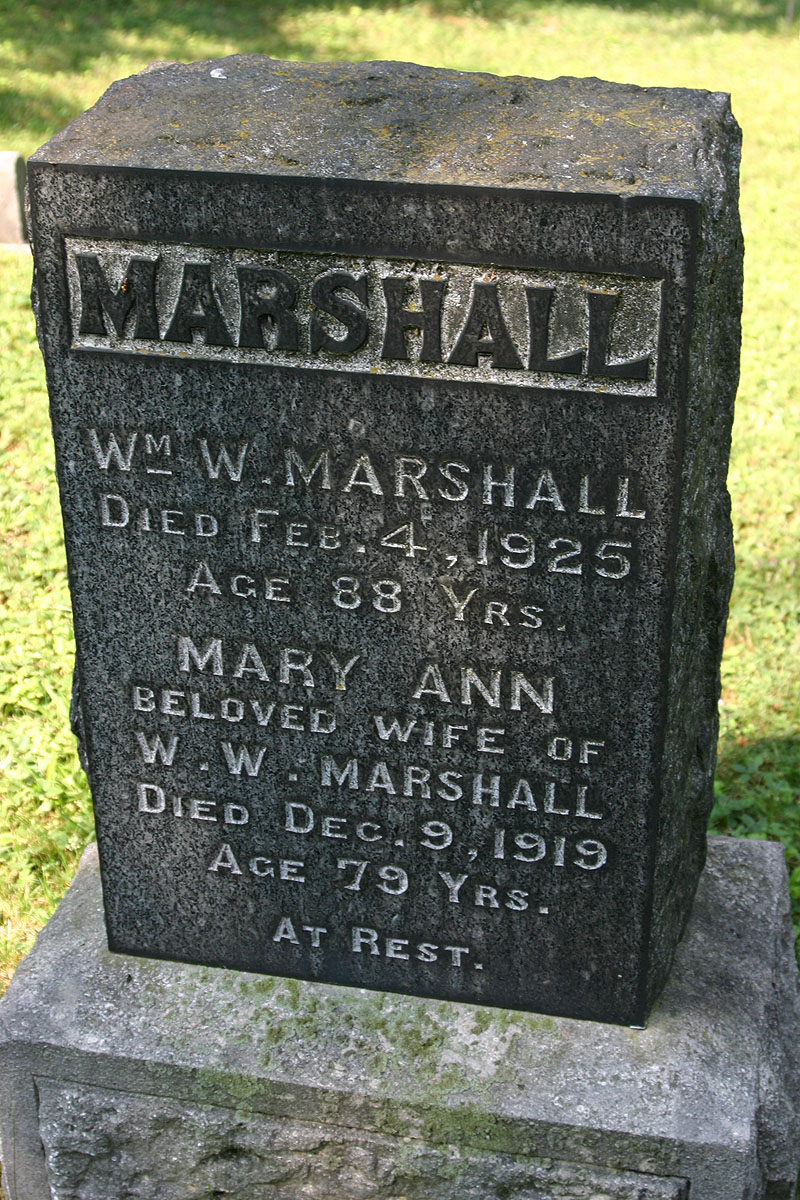 MARSHALL
WM W. MARSHALL
DIED FEB. 4, 1925
AGE 88 YRS.
MARY ANN
BELOVED WIFE OF
W. W. MARSHALL
DIED DEC. 9, 1919
AGE 79 YRS.
AT REST.